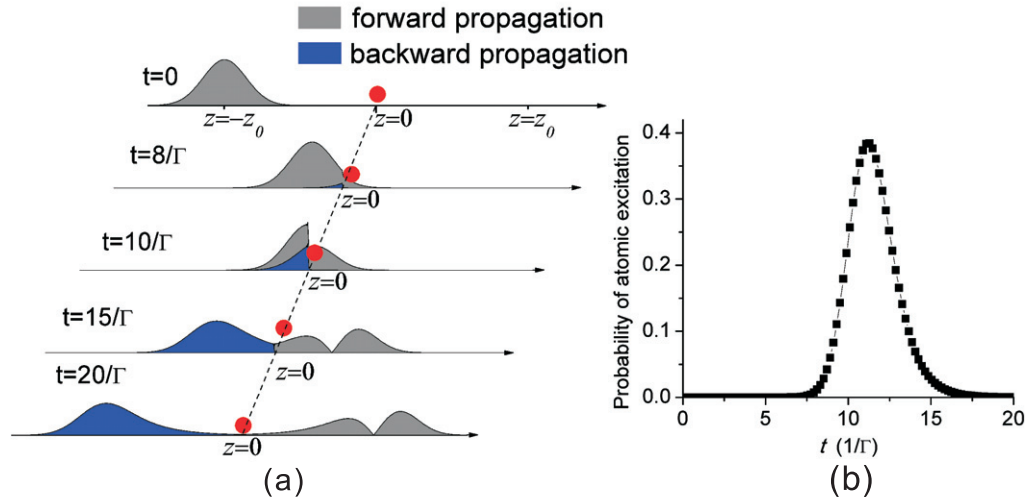 forward propagation
backward propagation
t=0
z=-z0
z=0
z=z0
t=8/Γ
z=0
t=10/Γ
z=0
t=15/Γ
z=0
t=20/Γ
z=0
(a)
Probability of atomic excitation
0.4
0.3
0.2
0.1
0.0
0 5 10 15 20
t (1/Γ)
(b)